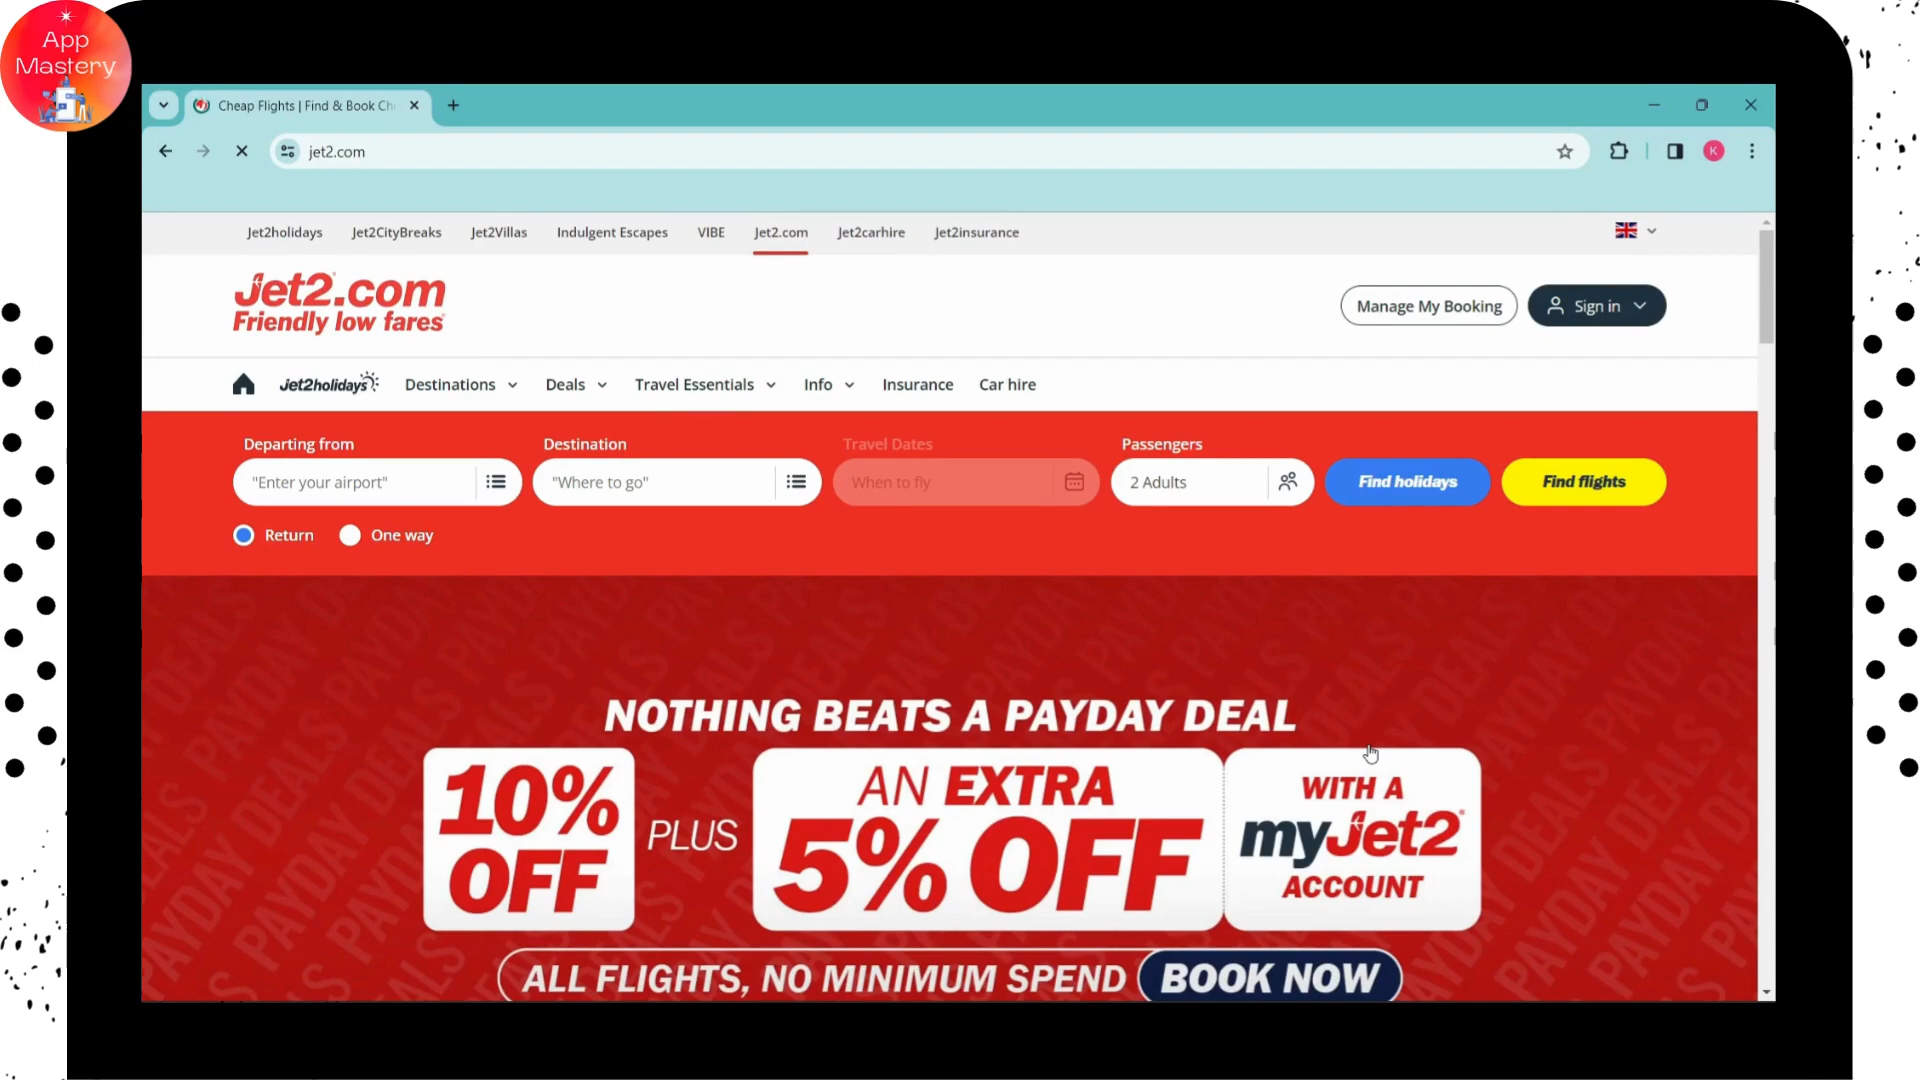 App
Mastery
Cheap Flights | Find & Book Ch
jet2.com
K
Jet2holidays Jet2CityBreaks Jet2Villas Indulgent Escapes VIBE Jet2.com Jet2carhire Jet2insurance
Jet2.com
Friendly low fares
Manage My Booking Sign in
Jet2holidays Destinations Deals Travel Essentials Info Insurance Car hire
Departing from Destination Travel Dates Passengers
"Enter your airport" "Where to go" When to fly 2 Adults Find holidays Find flights
Return One way
NOTHING BEATS A PAYDAY DEAL
10%
OFF
PLUS
AN EXTRA
5% OFF
WITH A
myJet2
ACCOUNT
ALL FLIGHTS, NO MINIMUM SPEND BOOK NOW